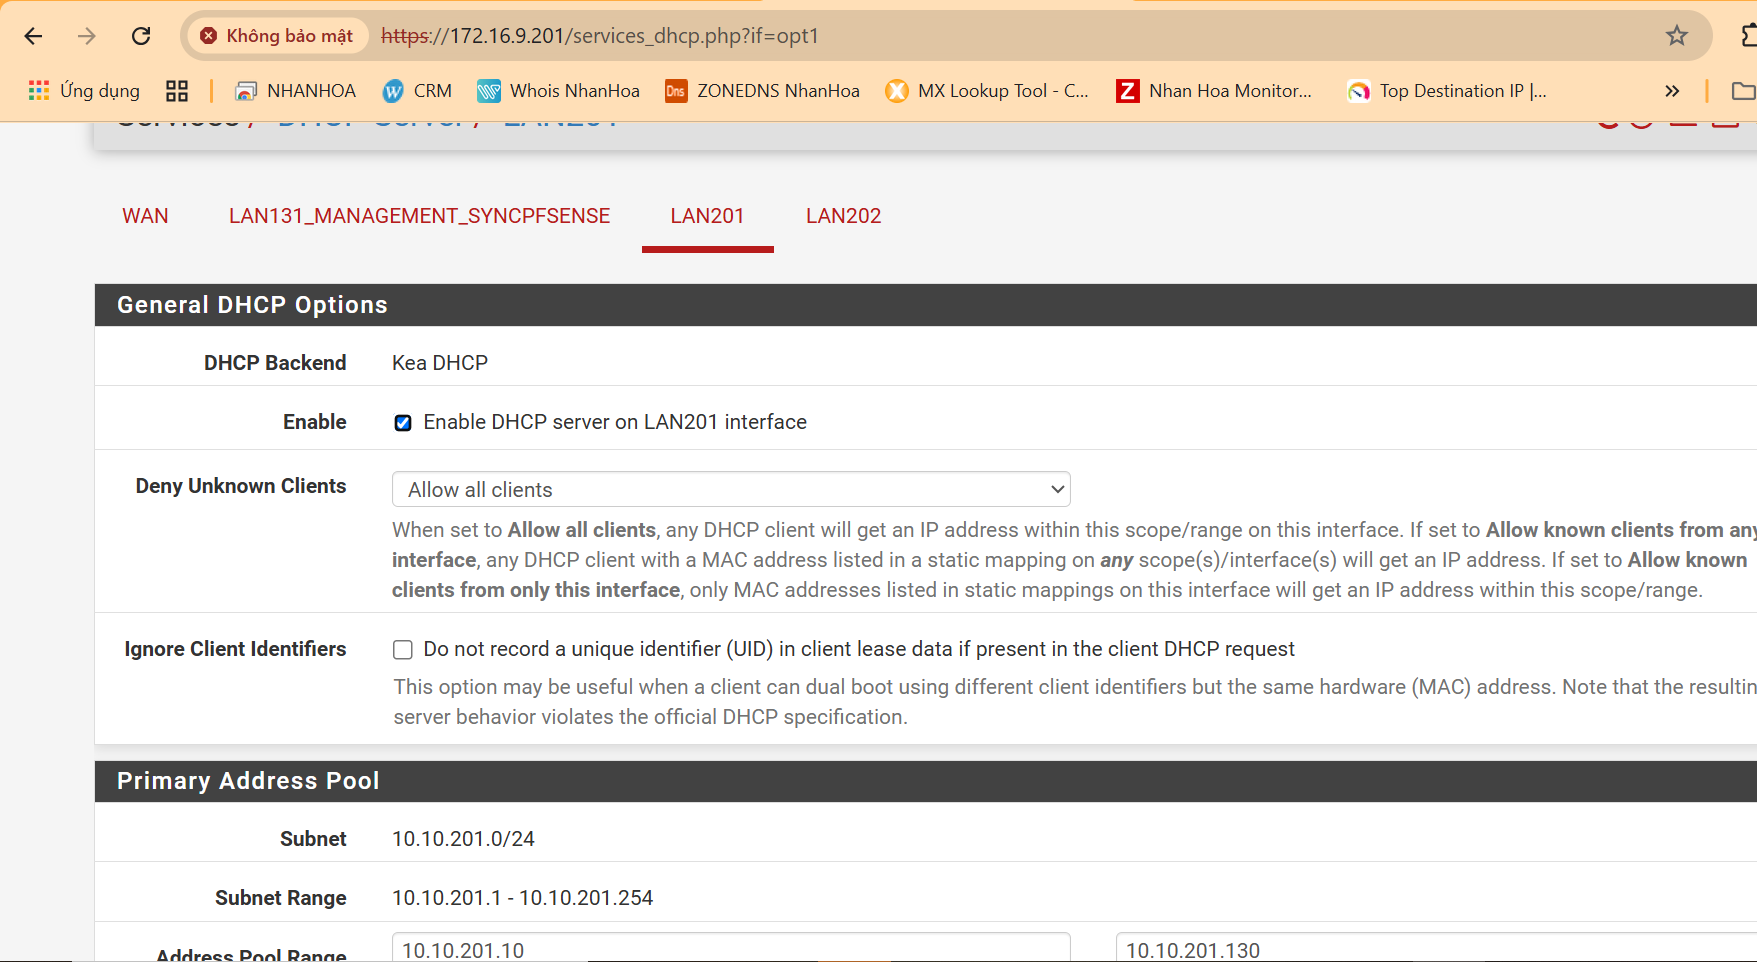 Không bảo mật https://172.16.9.201/services_dhcp.php?if=opt1
Ứng dụng NHANHOA CRM Whois NhanHoa Dns ZONEDNS NhanHoa MX Lookup Tool - C... Z Nhan Hoa Monitor... Top Destination IP |...
Services / DHCP Server / LAN201
WAN LAN131_MANAGEMENT_SYNCPFSENSE LAN201 LAN202
General DHCP Options
DHCP Backend Kea DHCP
Enable Enable DHCP server on LAN201 interface
Deny Unknown Clients Allow all clients
When set to Allow all clients, any DHCP client will get an IP address within this scope/range on this interface. If set to Allow known clients from any
interface, any DHCP client with a MAC address listed in a static mapping on any scope(s)/interface(s) will get an IP address. If set to Allow known
clients from only this interface, only MAC addresses listed in static mappings on this interface will get an IP address within this scope/range.
Ignore Client Identifiers Do not record a unique identifier (UID) in client lease data if present in the client DHCP request
This option may be useful when a client can dual boot using different client identifiers but the same hardware (MAC) address. Note that the resultin
server behavior violates the official DHCP specification.
Primary Address Pool
Subnet 10.10.201.0/24
Subnet Range 10.10.201.1 - 10.10.201.254
Address Pool Range 10.10.201.10 10.10.201.130